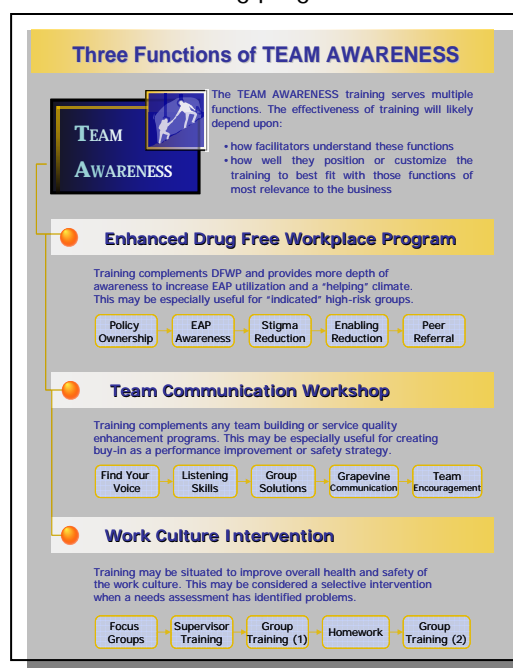 Three Functions of TEAM AWARENESS
TEAM
AWARENESS
The TEAM AWARENESS training serves multiple
functions. The effectiveness of training will likely
depend upon:
• how facilitators understand these functions
• how well they position or customize the
training to best fit with those functions of
most relevance to the business
Enhanced Drug Free Workplace Program
Training complements DFWP and provides more depth of
awareness to increase EAP utilization and a “helping” climate.
This may be especially useful for “indicated” high-risk groups.
Policy
Ownership
EAP
Awareness
Stigma
Reduction
Enabling
Reduction
Peer
Referral
Team Communication Workshop
Training complements any team building or service quality
enhancement programs. This may be especially useful for creating
buy-in as a performance improvement or safety strategy.
Find Your
Voice
Listening
Skills
Group
Solutions
Grapevine
Communication
Team
Encouragement
Work Culture Intervention
Training may be situated to improve overall health and safety of
the work culture. This may be considered a selective intervention
when a needs assessment has identified problems.
Focus
Groups
Supervisor
Training
Group
Training (1)
Homework
Group
Training (2)